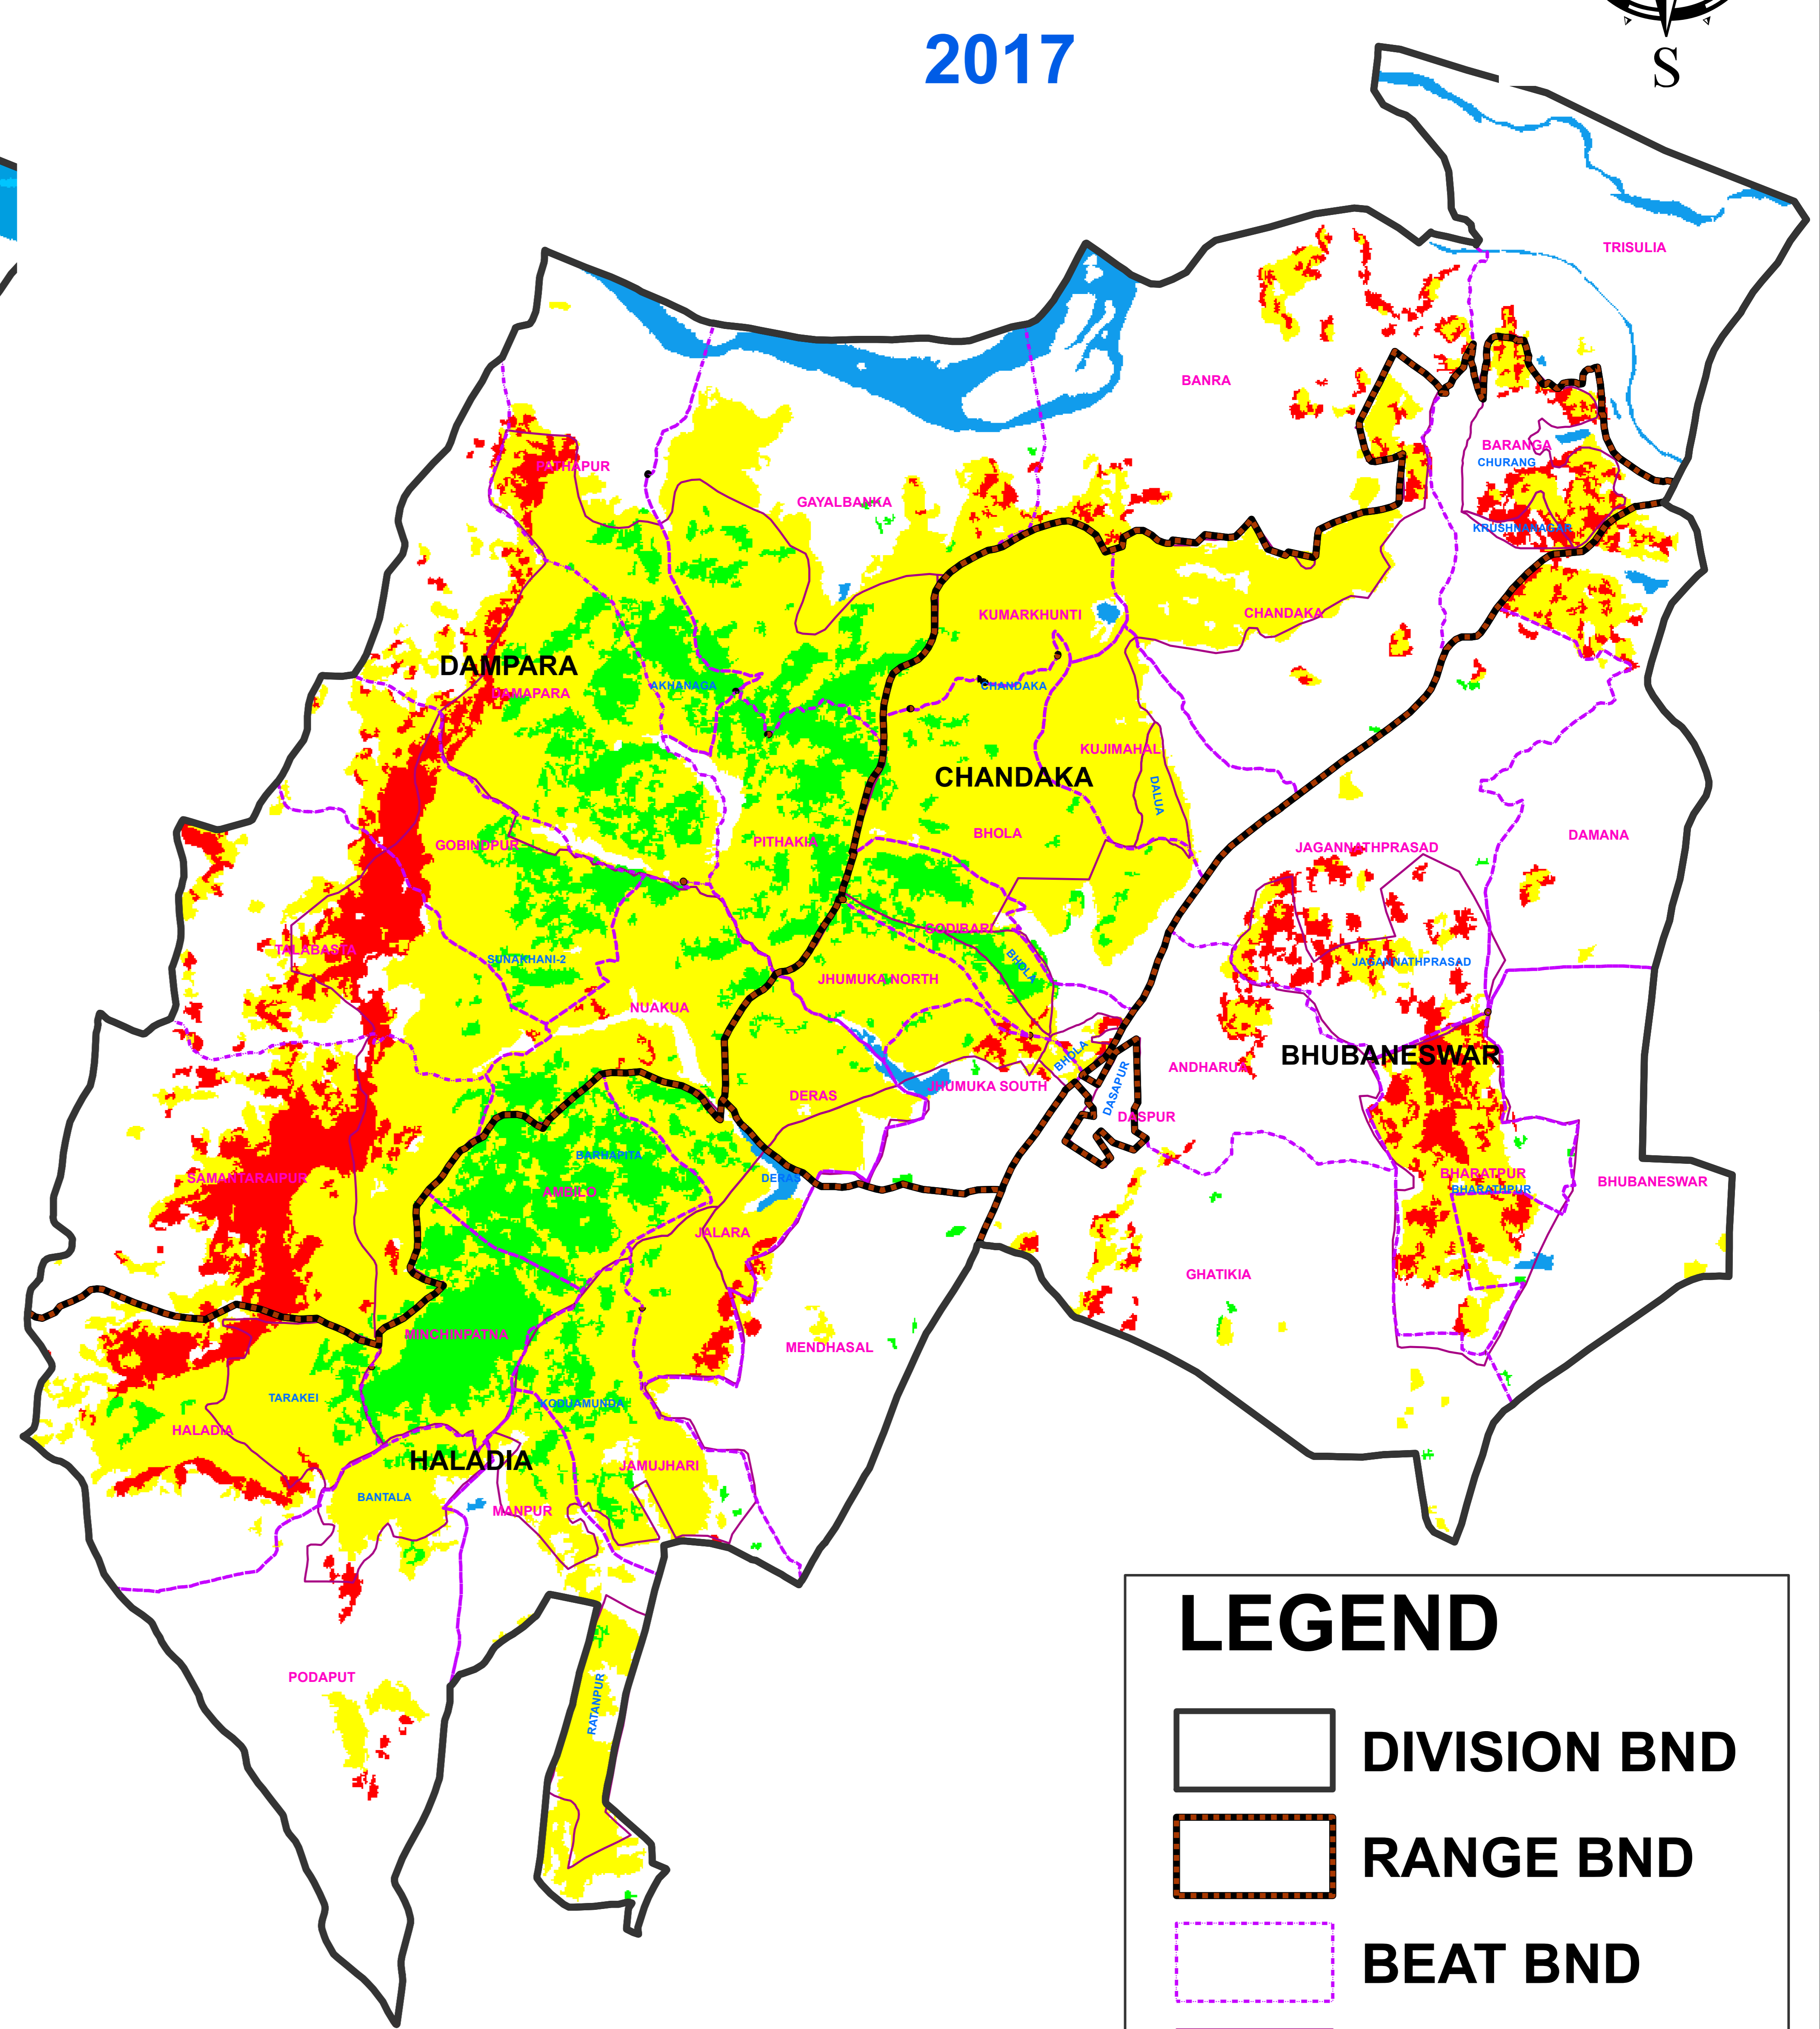 2017
S
TRISULIA
BANRA
BARANGA
CHURANG
PATHAPUR
GAYALBANKA
KRUSHNANAGAR
KUMARKHUNTI
CHANDAKA
DAMPARA
DAMAPARA
AKHANAGA
CHANDAKA
KUJIMAHAL
CHANDAKA
DALUA
GOBINDPUR
PITHAKIA
BHOLA
JAGANNATHPRASAD
DAMANA
TALABASTA
SUNAKHANI-2
GODIBARI
BHOLA
JAGANNATHPRASAD
JHUMUKA NORTH
NUAKUA
BHOLA
ANDHARUA
BHUBANESWAR
DERAS
JHUMUKA SOUTH
DASAPUR
DASPUR
BARHAPITA
SAMANTARAIPUR
AMBILO
DERAS
BHARATPUR
BHARATHPUR
BHUBANESWAR
JALARA
GHATIKIA
MINCHINPATNA
MENDHASAL
TARAKEI
KODUAMUNDA
HALADIA
HALADIA
JAMUJHARI
BANTALA
MANPUR
PODAPUT
RATANPUR
LEGEND
DIVISION BND
RANGE BND
BEAT BND